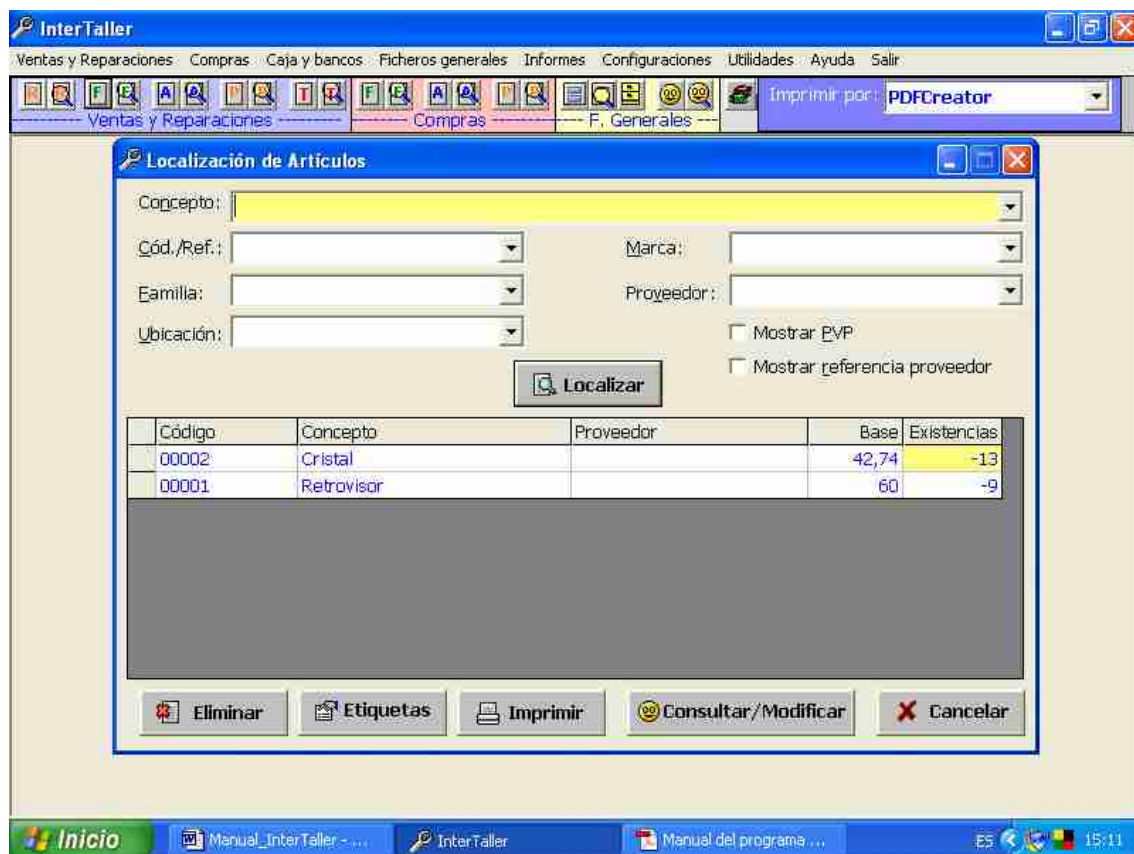 InterTaller
Ventas y Reparaciones Compras Caja y bancos Ficheros generales Informes Configuraciones Utilidades Ayuda Salir
R R F F A A P P T T F F A A P P Imprimir por: PDFCreator
Ventas y Reparaciones Compras F. Generales
Localización de Artículos
Concepto:
Cód./Ref.: Marca:
Familia: Proveedor:
Ubicación: Mostrar PVP
Mostrar referencia proveedor
Localizar
Código Concepto Proveedor Base Existencias
00002 Cristal 42,74 -13
00001 Retrovisor 60 -9
Eliminar Etiquetas Imprimir Consultar/Modificar Cancelar
Inicio Manual_InterTaller - ... InterTaller Manual del programa ... ES 15:11